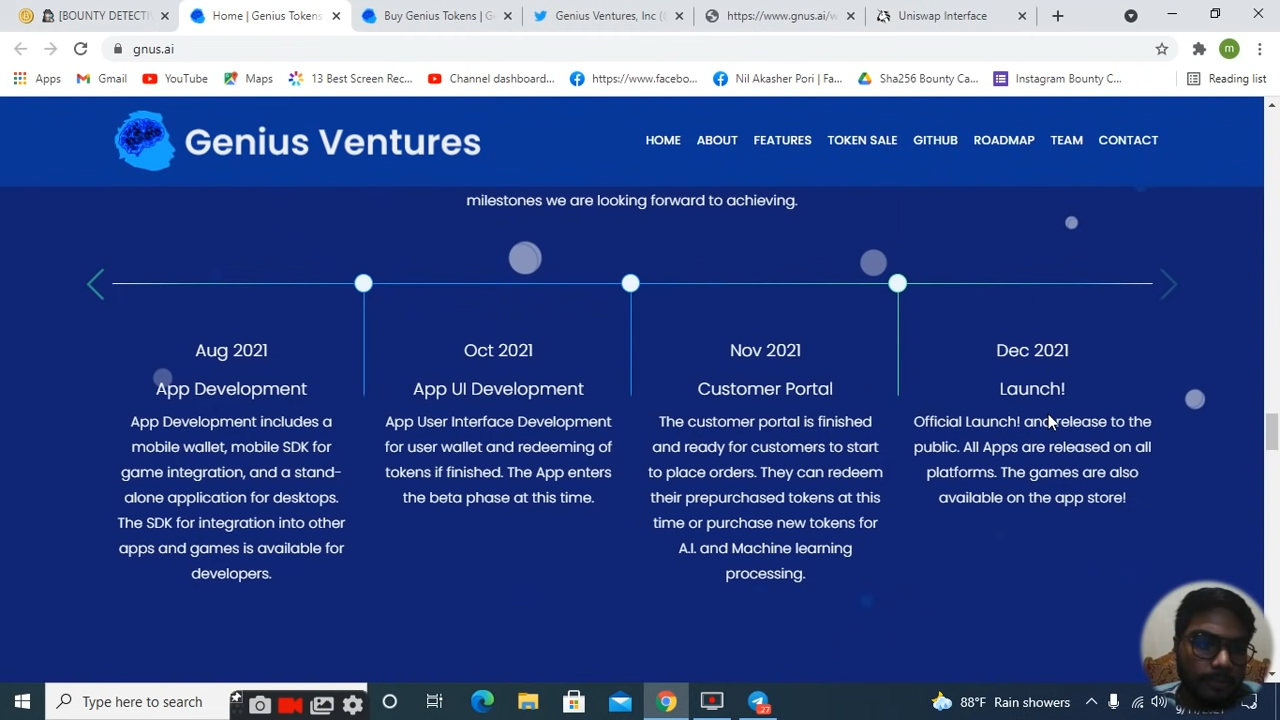 [BOUNTY DETECTIV
Home | Genius Tokens
Buy Genius Tokens | G
Genius Ventures, Inc (
https://www.gnus.ai/w
Uniswap Interface
gnus.ai
m
Apps
Gmail
YouTube
Maps
13 Best Screen Rec...
Channel dashboard...
https://www.facebo...
Nil Akasher Pori | Fa...
Sha256 Bounty Ca...
Instagram Bounty C...
Reading list
Genius Ventures
HOME
ABOUT
FEATURES
TOKEN SALE
GITHUB
ROADMAP
TEAM
CONTACT
milestones we are looking forward to achieving.
Aug 2021
App Development
App Development includes a
mobile wallet, mobile SDK for
game integration, and a stand-
alone application for desktops.
The SDK for integration into other
apps and games is available for
developers.
Oct 2021
App UI Development
App User Interface Development
for user wallet and redeeming of
tokens if finished. The App enters
the beta phase at this time.
Nov 2021
Customer Portal
The customer portal is finished
and ready for customers to start
to place orders. They can redeem
their prepurchased tokens at this
time or purchase new tokens for
A.I. and Machine learning
processing.
Dec 2021
Launch!
Official Launch! and release to the
public. All Apps are released on all
platforms. The games are also
available on the app store!
Type here to search
27
88°F Rain showers